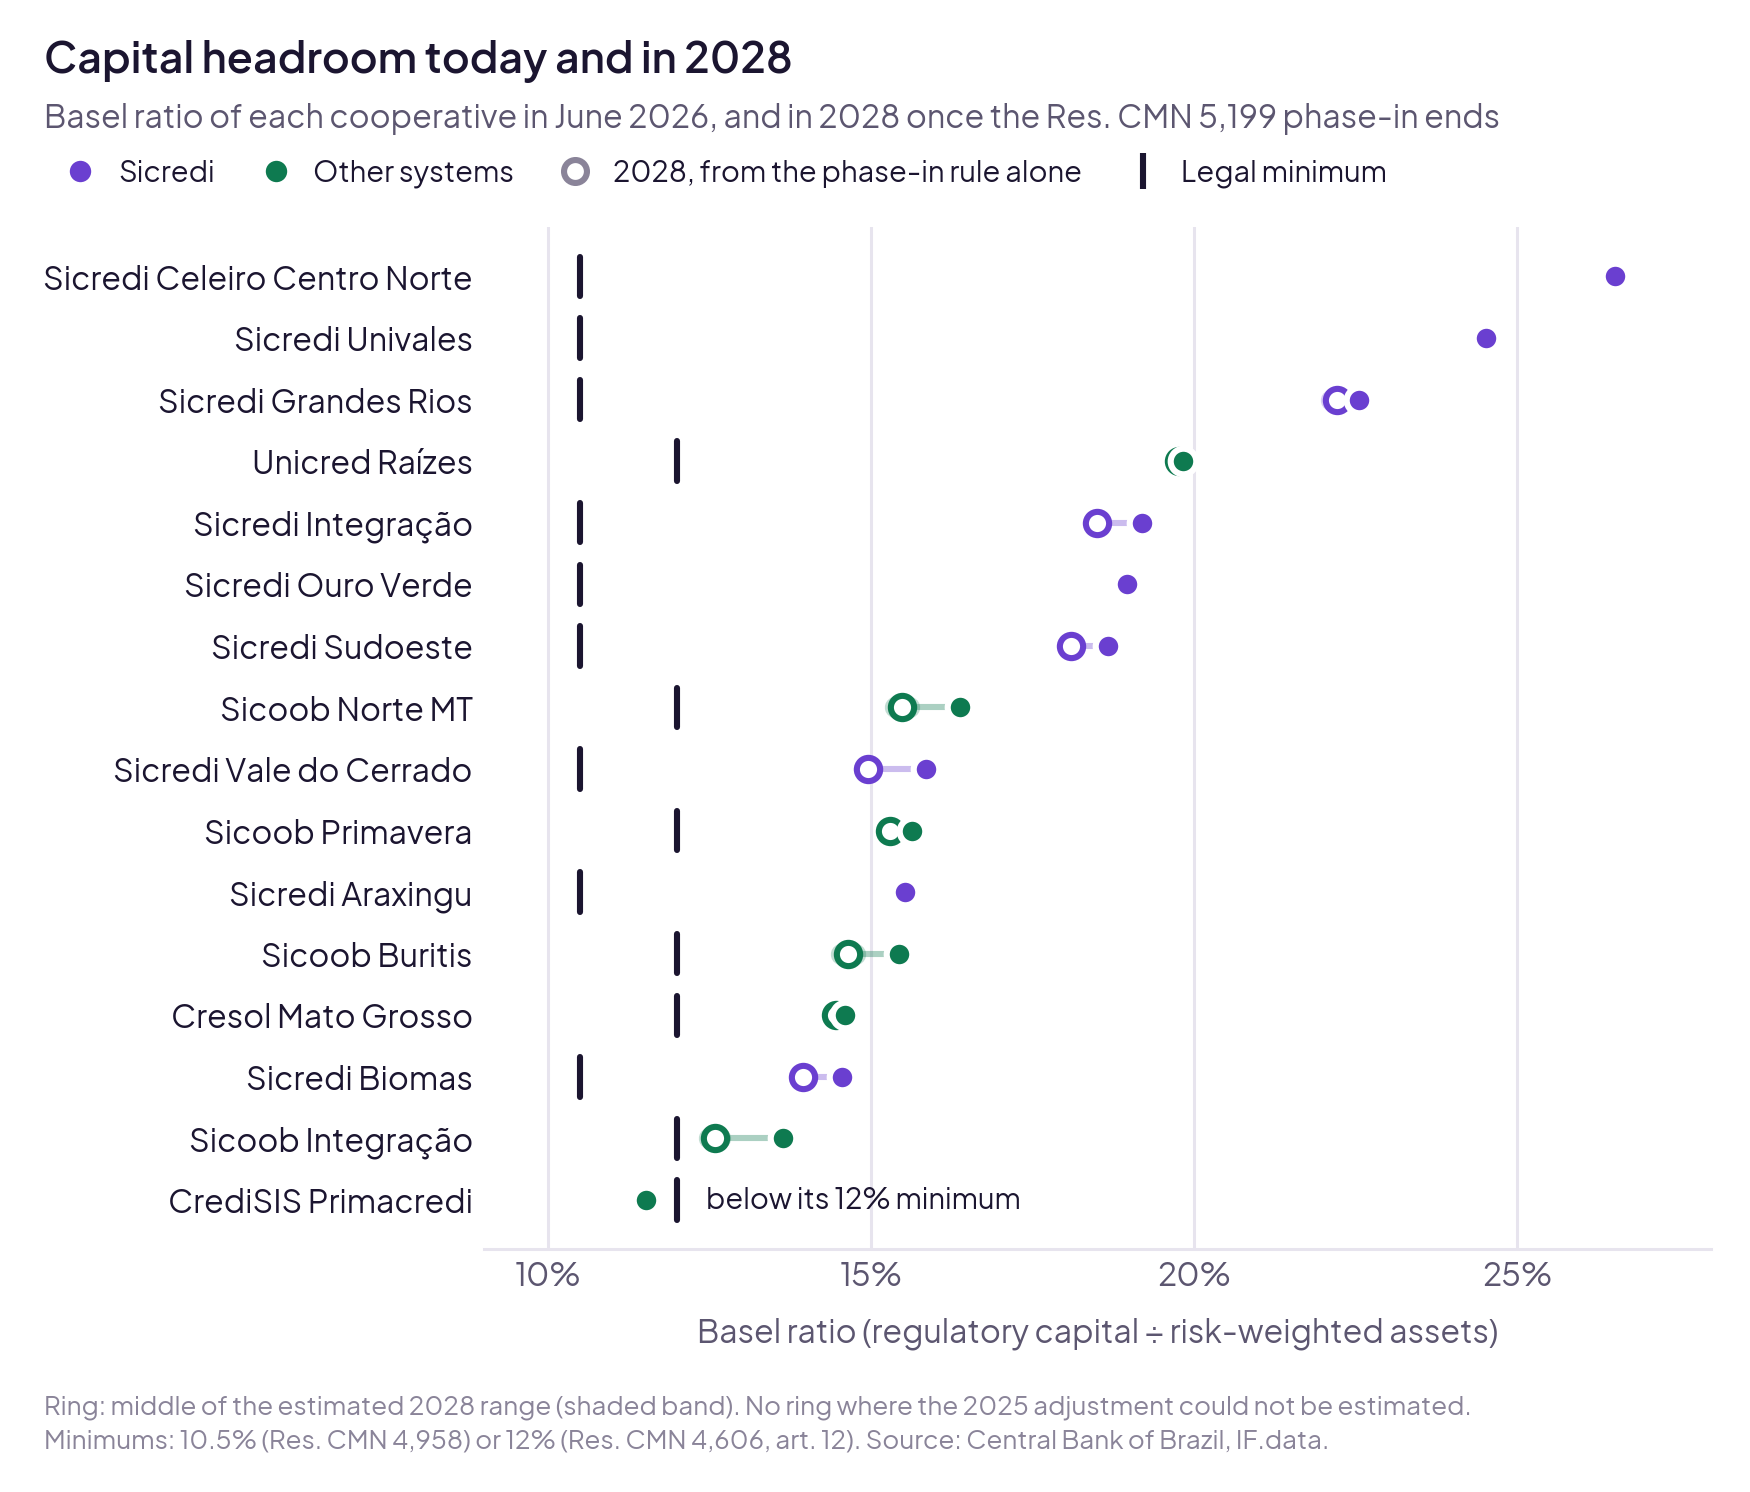 Capital headroom today and in 2028
Basel ratio of each cooperative in June 2026, and in 2028 once the Res. CMN 5,199 phase-in ends
Sicredi
Other systems
2028, from the phase-in rule alone
Legal minimum
Sicredi Celeiro Centro Norte
Sicredi Univales
Sicredi Grandes Rios
Unicred Raízes
Sicredi Integração
Sicredi Ouro Verde
Sicredi Sudoeste
Sicoob Norte MT
Sicredi Vale do Cerrado
Sicoob Primavera
Sicredi Araxingu
Sicoob Buritis
Cresol Mato Grosso
Sicredi Biomas
Sicoob Integração
CrediSIS Primacredi
below its 12% minimum
10%
15%
20%
25%
Basel ratio (regulatory capital ÷ risk-weighted assets)
Ring: middle of the estimated 2028 range (shaded band). No ring where the 2025 adjustment could not be estimated.
Minimums: 10.5% (Res. CMN 4,958) or 12% (Res. CMN 4,606, art. 12). Source: Central Bank of Brazil, IF.data.